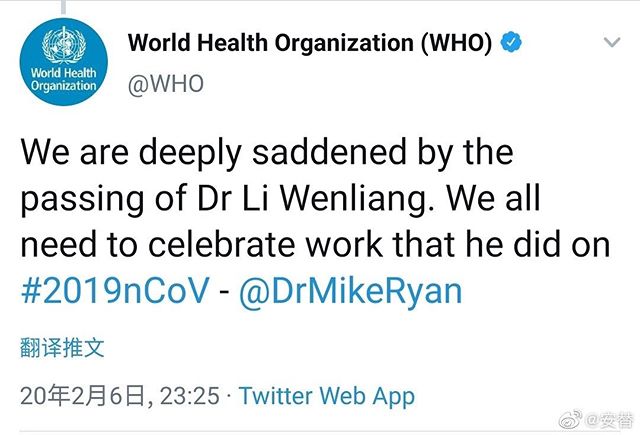 World Health Organization (WHO)
World Health
Organization
@WHO
We are deeply saddened by the
passing of Dr Li Wenliang. We all
need to celebrate work that he did on
#2019nCoV - @DrMikeRyan
翻译推文
20年2月6日, 23:25 · Twitter Web App
@安替